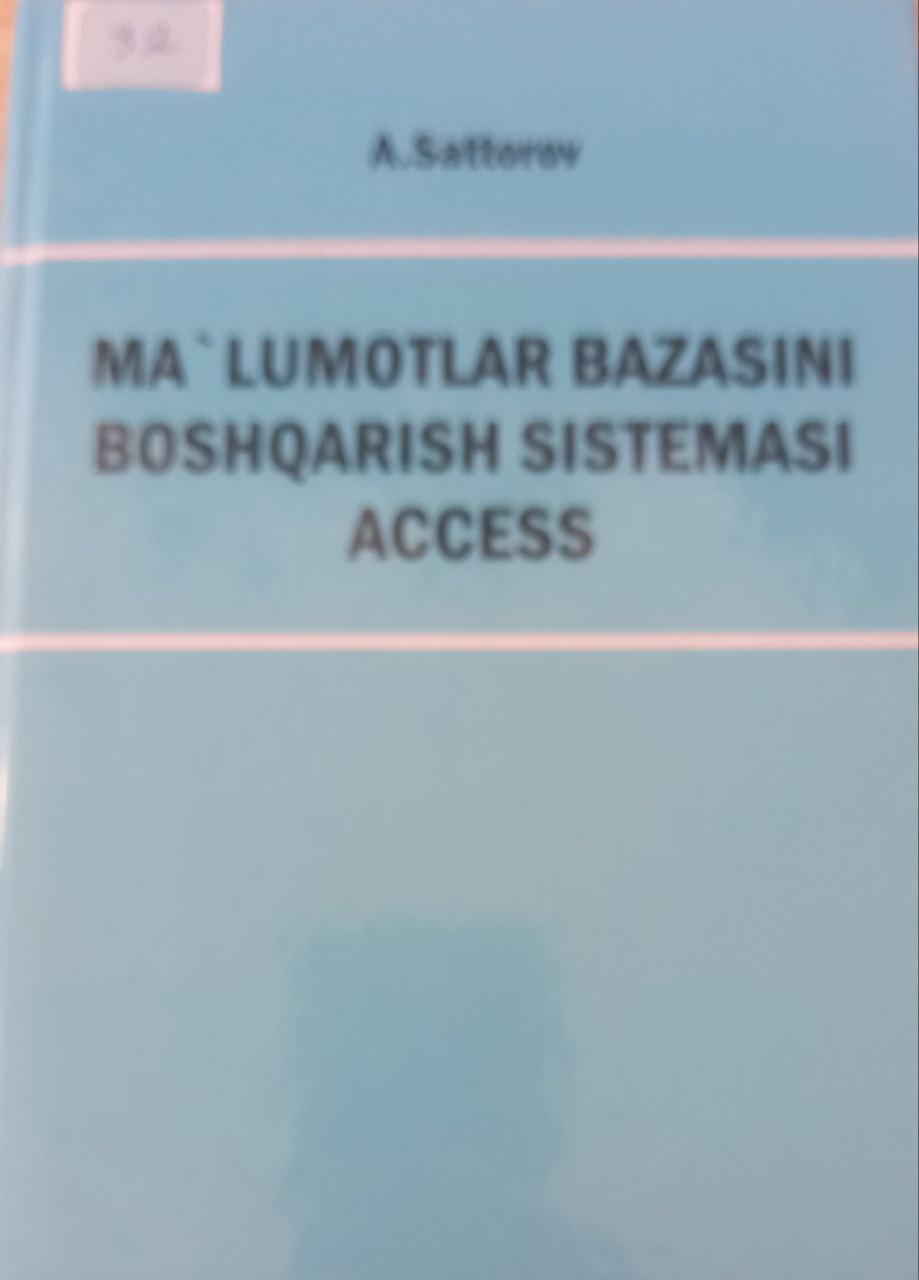 32
A.Sattorov
MA`LUMOTLAR BAZASINI
BOSHQARISH SISTEMASI
ACCESS